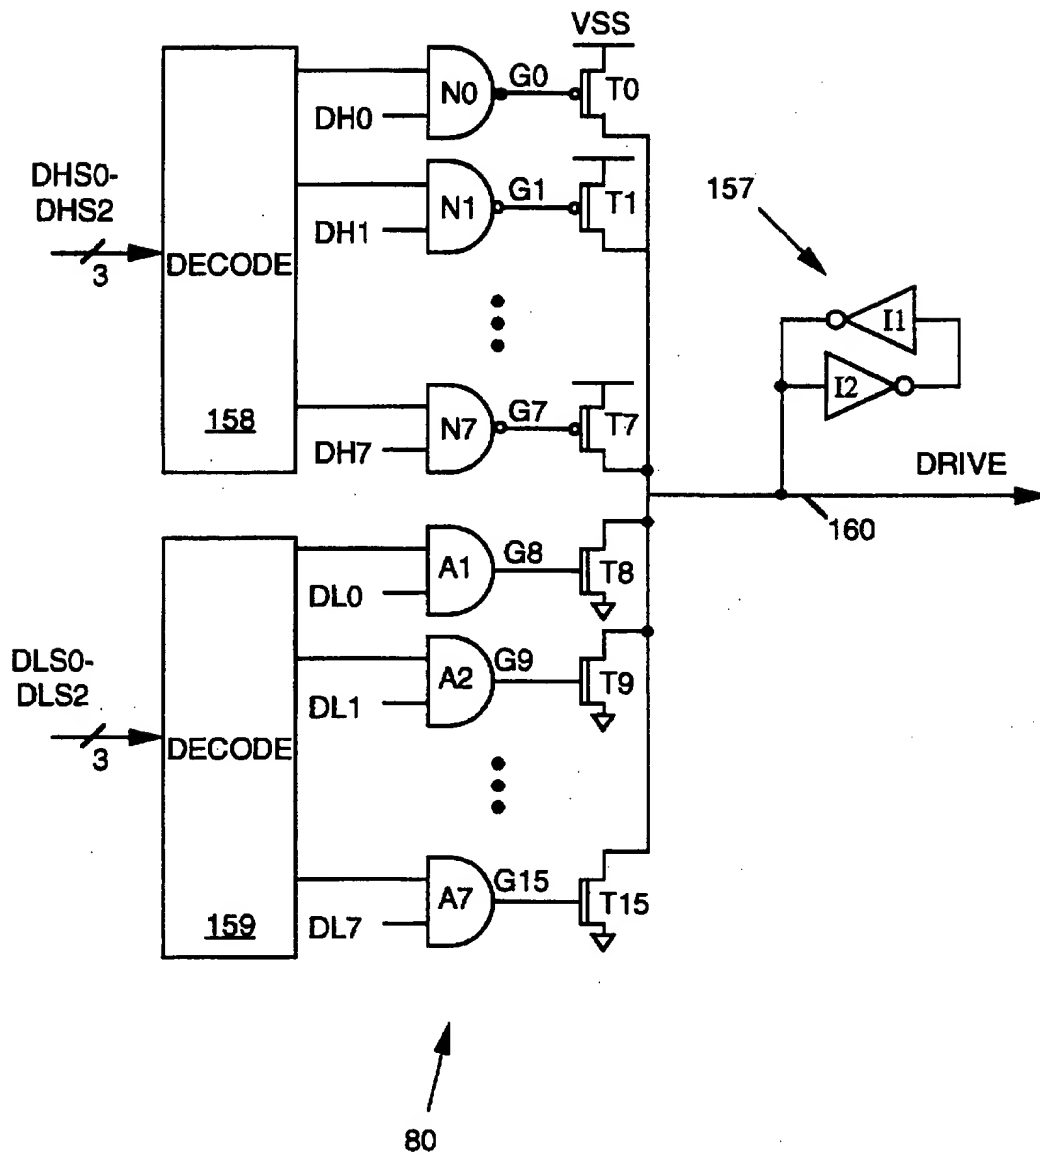 VSS
N0
G0
T0
DH0
DHS0-
DHS2
3
DECODE
N1
G1
T1
DH1
157
I1
I2
158
N7
G7
T7
DH7
DRIVE
160
A1
G8
T8
DL0
DLS0-
DLS2
3
DECODE
A2
G9
T9
DL1
159
A7
G15
T15
DL7
80